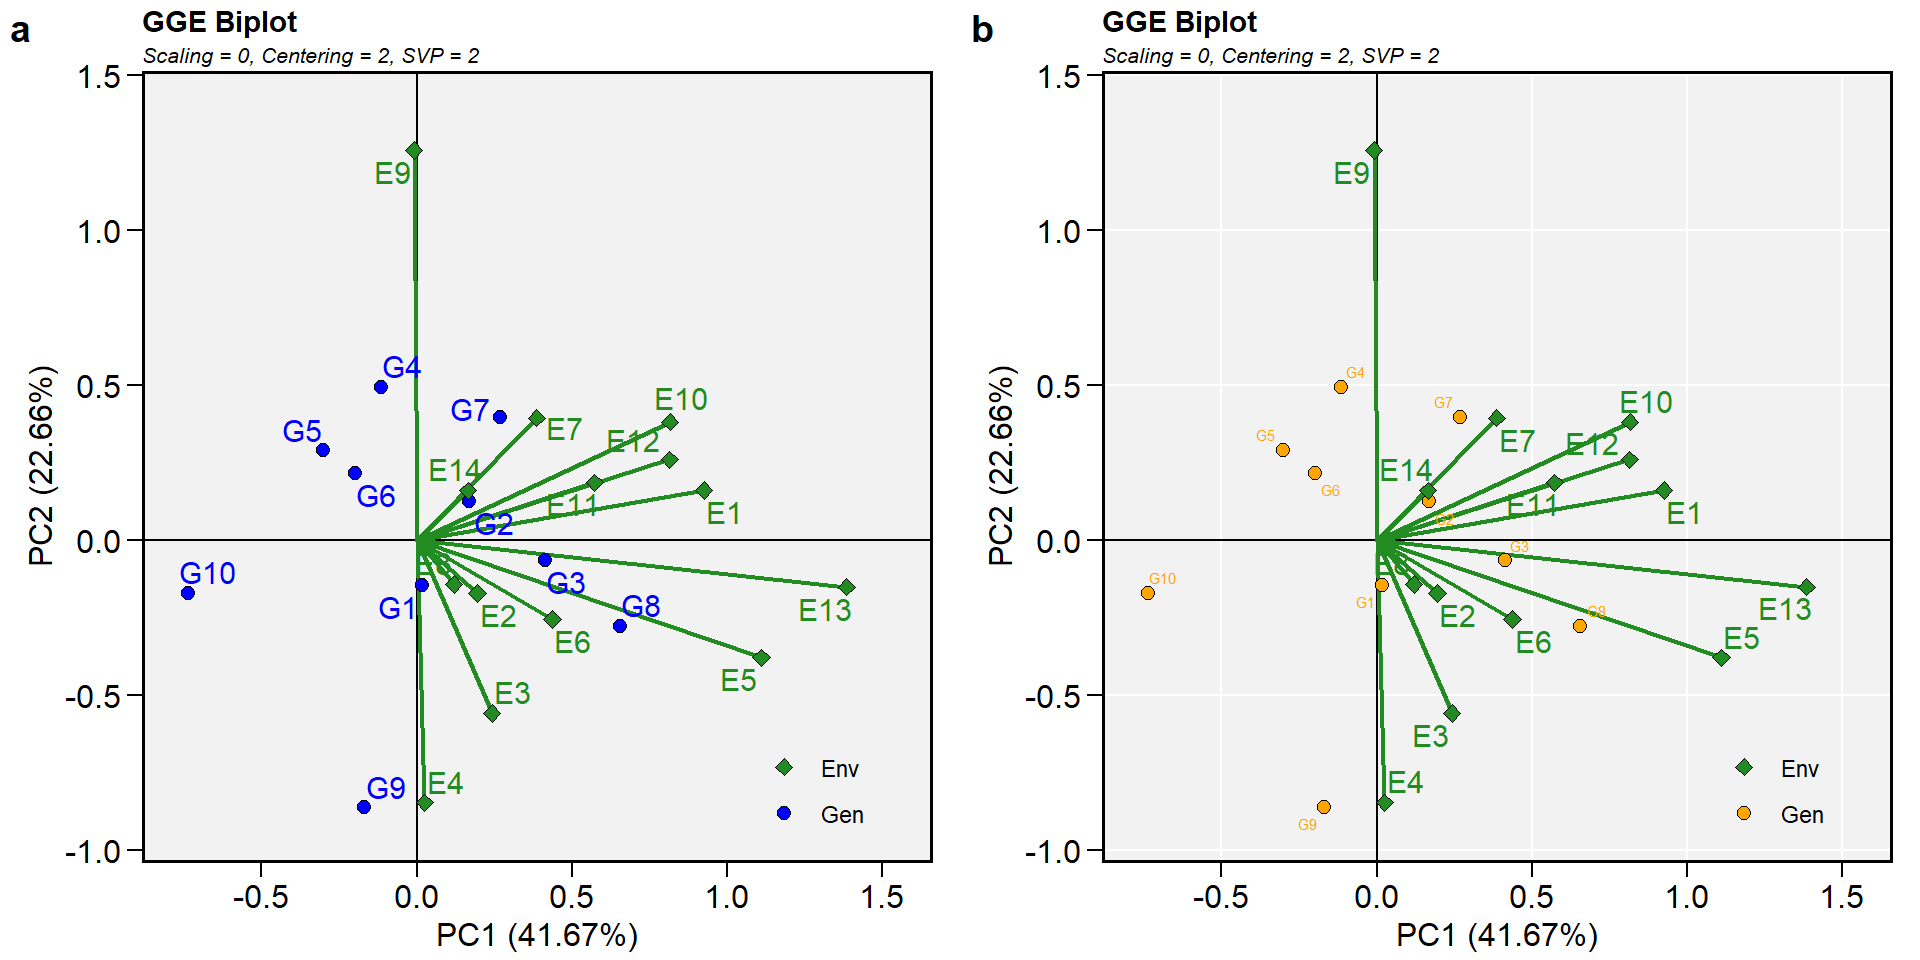 a
GGE Biplot
Scaling = 0, Centering = 2, SVP = 2
1.5
1.0
0.5
0.0
-0.5
-1.0
PC2 (22.66%)
E9
G4
G7
E7
E10
G5
E12
E14
G6
E11
E1
G2
G10
G3
G1
E2
G8
E13
E6
E5
E3
G9
E4
Env
Gen
-0.5
0.0
0.5
1.0
1.5
PC1 (41.67%)
b
GGE Biplot
Scaling = 0, Centering = 2, SVP = 2
1.5
1.0
0.5
0.0
-0.5
-1.0
PC2 (22.66%)
E9
G4
G7
E10
G5
E7
E12
E14
G6
E11
E1
G2
G3
G10
G1
E2
G8
E13
E6
E5
E3
E4
G9
Env
Gen
-0.5
0.0
0.5
1.0
1.5
PC1 (41.67%)